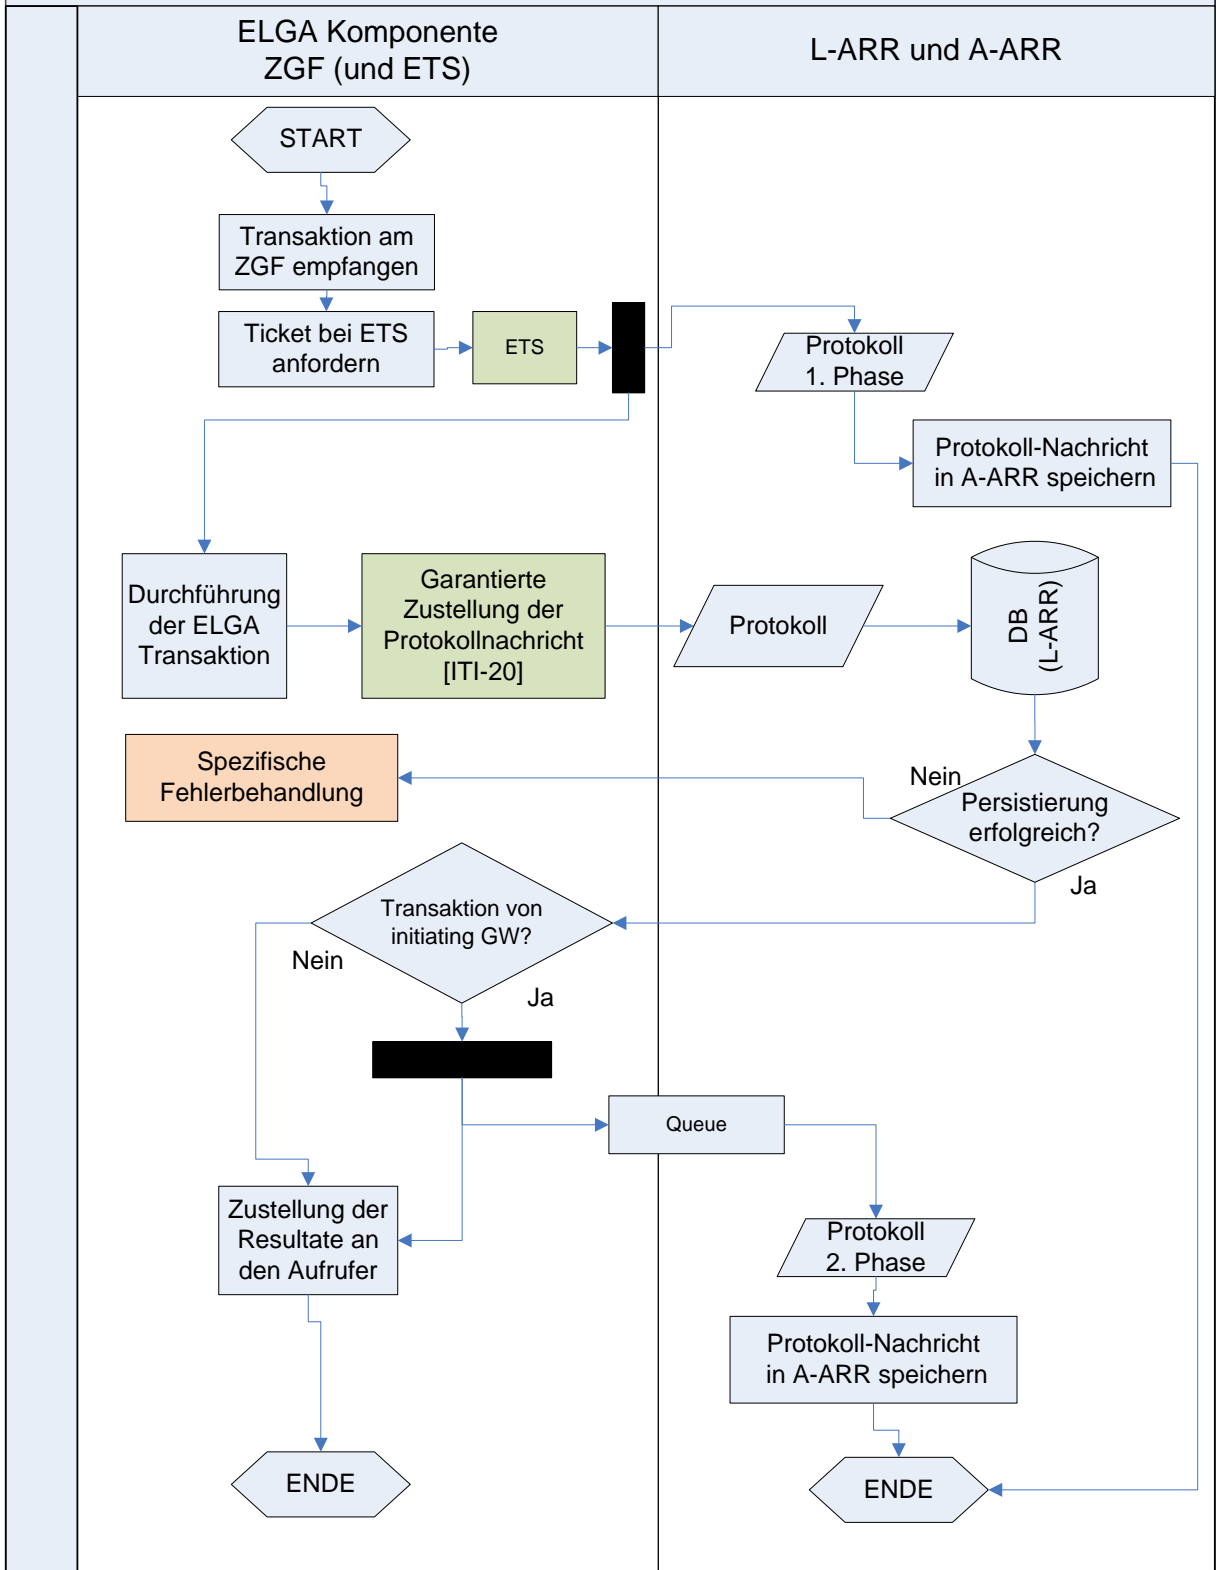 ELGA Komponente
ZGF (und ETS)
L-ARR und A-ARR
START
Transaktion am
ZGF empfangen
Ticket bei ETS
anfordern
ETS
Protokoll
1. Phase
Protokoll-Nachricht
in A-ARR speichern
Durchführung
der ELGA
Transaktion
Garantierte
Zustellung der
Protokollnachricht
[ITI-20]
Protokoll
DB
(L-ARR)
Spezifische
Fehlerbehandlung
Nein
Persistierung
erfolgreich?
Ja
Transaktion von
initiating GW?
Nein
Ja
Queue
Zustellung der
Resultate an
den Aufrufer
Protokoll
2. Phase
Protokoll-Nachricht
in A-ARR speichern
ENDE
ENDE